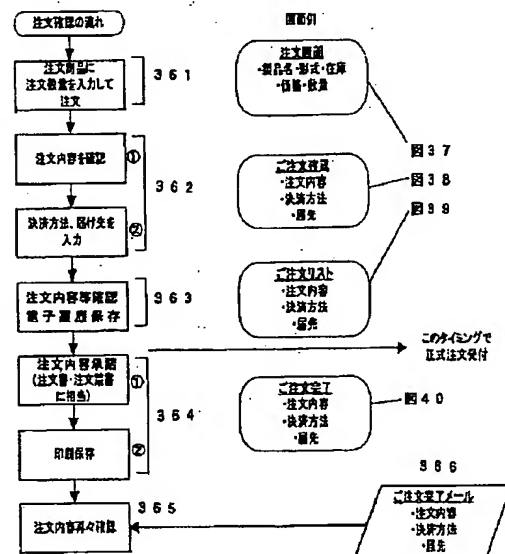 注文確認の流れ
注文商品に
注文数量を入力して
注文
361
注文内容を確認
①
362
決済方法、届け先を
入力
②
注文内容等確認
電子署応保存
363
注文内容承諾
(注文書・注文請書
に相当)
①
364
印刷保存
②
注文内容再々確認
365
画面例
注文画面
・製品名・形式・在庫
・価格・数量
図37
ご注文確認
・注文内容
・決済方法
・届先
図38
図39
ご注文リスト
・注文内容
・決済方法
・届先
このタイミングで
正式注文受付
ご注文完了
・注文内容
・決済方法
・届先
図40
366
ご注文完了メール
・注文内容
・決済方法
・届先